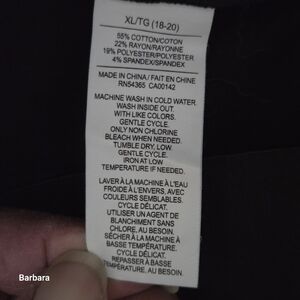 XL/TG (18-20)
55% COTTON/COTON
22% RAYON/RAYONNE
19% POLYESTER/POLYESTER
4% SPANDEX/SPANDEX
MADE IN CHINA / FAIT EN CHINE
RN54365 CA00142
MACHINE WASH IN COLD WATER.
WASH INSIDE OUT.
WITH LIKE COLORS.
GENTLE CYCLE
ONLY NON CHLORINE
BLEACH WHEN NEEDED.
TUMBLE DRY, LOW.
GENTLE CYCLE.
IRON AT LOW
TEMPERATURE IF NEEDED.
LAVER À LA MACHINE À L'EAU
FROIDE À L'ENVERS, AVEC
COULEURS SEMBLABLES.
CYCLE DÉLICAT.
UTILISER UN AGENT DE
BLANCHIMENT SANS
CHLORE, AU BESOIN.
SÉCHER À LA MACHINE À
BASSE TEMPÉRATURE.
CYCLE DÉLICAT.
REPASSER À BASSE
TEMPÉRATURE, AU BESOIN.
Barbara